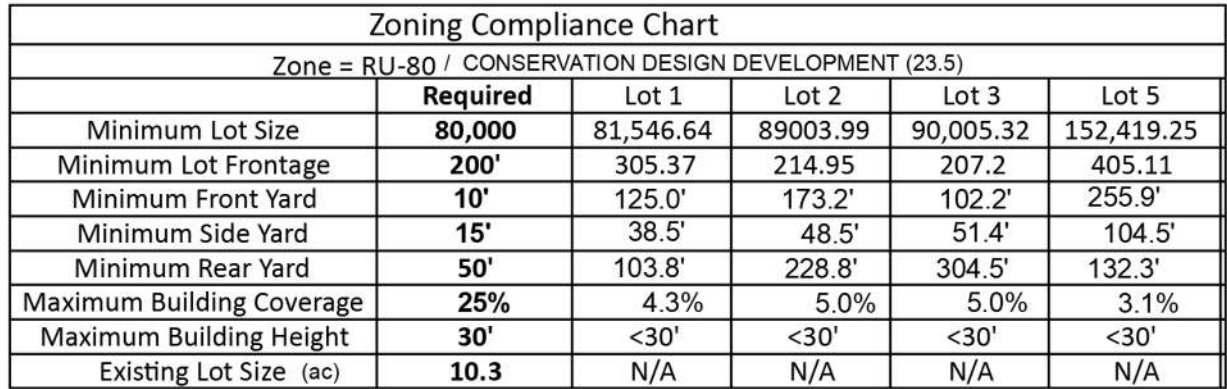 Zoning Compliance Chart
Zone = RU-80 / CONSERVATION DESIGN DEVELOPMENT (23.5)
Required Lot 1 Lot 2 Lot 3 Lot 5
Minimum Lot Size 80,000 81,546.64 89003.99 90,005.32 152,419.25
Minimum Lot Frontage 200' 305.37 214.95 207.2 405.11
Minimum Front Yard 10' 125.0' 173.2' 102.2' 255.9'
Minimum Side Yard 15' 38.5' 48.5' 51.4' 104.5'
Minimum Rear Yard 50' 103.8' 228.8' 304.5' 132.3'
Maximum Building Coverage 25% 4.3% 5.0% 5.0% 3.1%
Maximum Building Height 30' <30' <30' <30' <30'
Existing Lot Size (ac) 10.3 N/A N/A N/A N/A